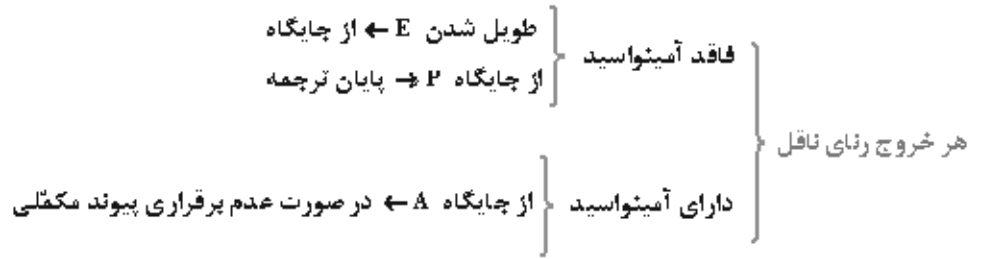 طویل شدن E ← از جایگاه
فاقد آمینواسید
از جایگاه P → پایان ترجمه
هر خروج رنای ناقل
دارای آمینواسید
از جایگاه A ← در صورت عدم برقراری پیوند مکمّلی